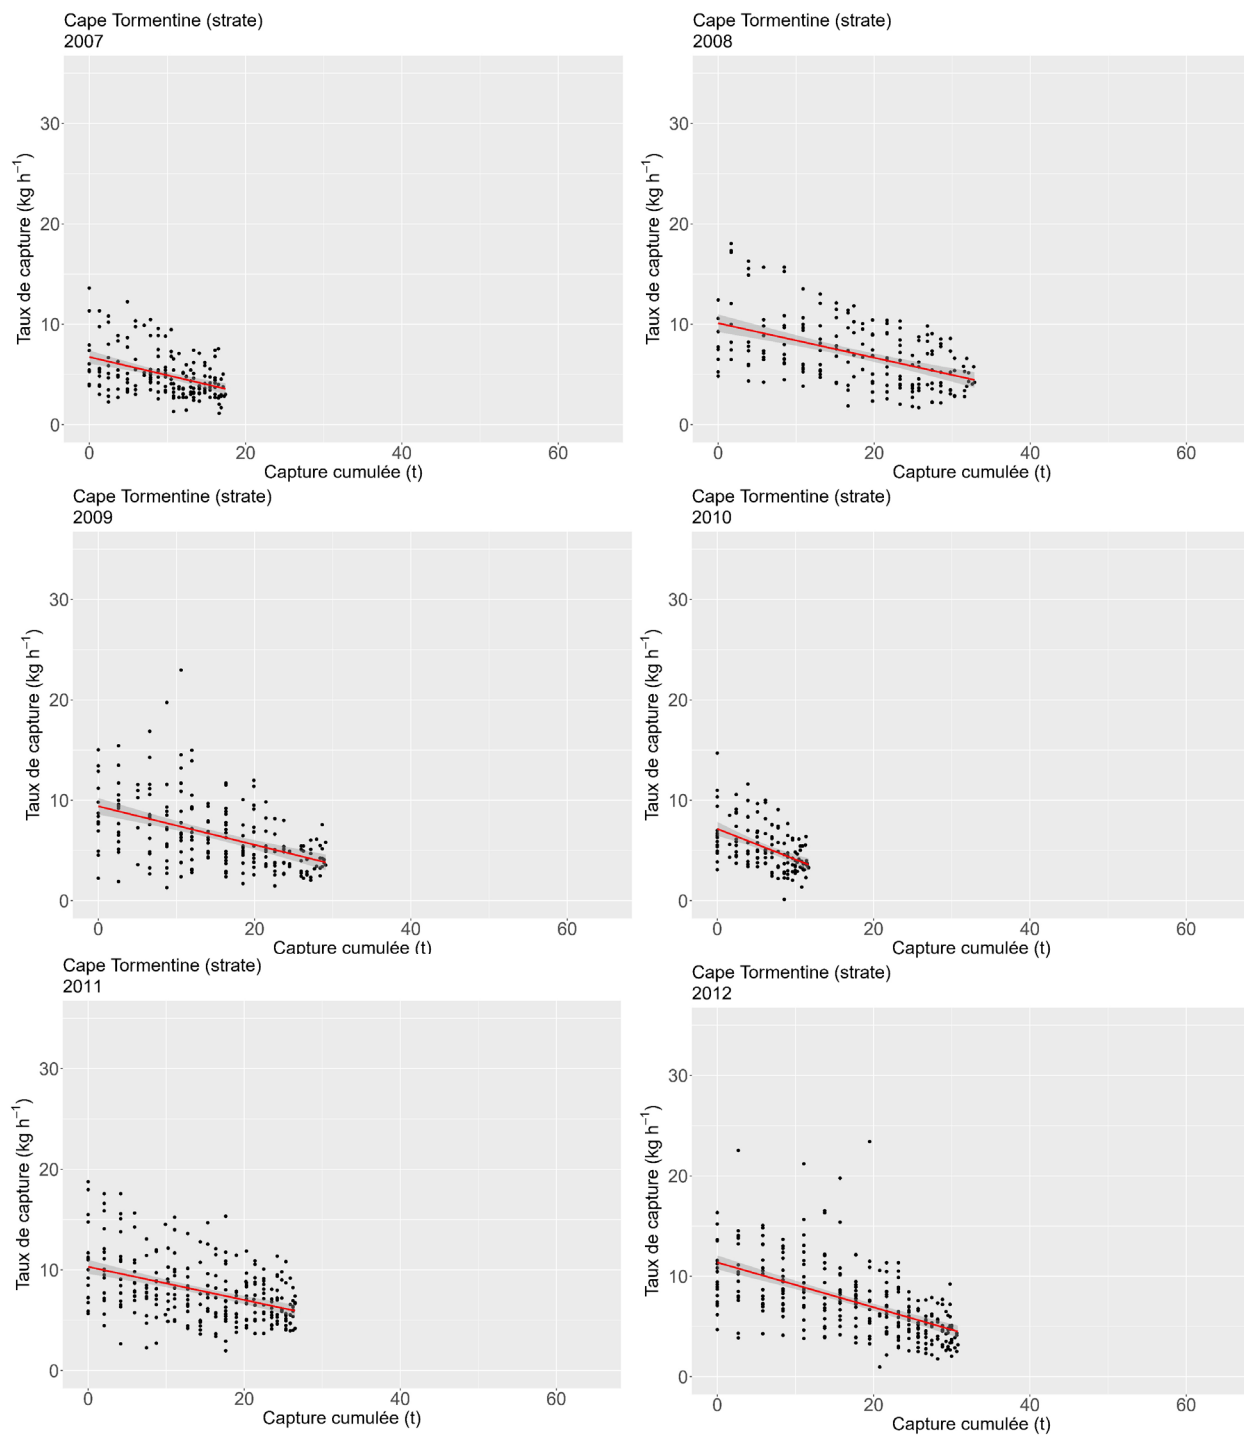 Cape Tormentine (strate)
2007
Taux de capture (kg h⁻¹)
30
20
10
0
0 20 40 60
Capture cumulée (t)
Cape Tormentine (strate)
2008
Taux de capture (kg h⁻¹)
30
20
10
0
0 20 40 60
Capture cumulée (t)
Cape Tormentine (strate)
2009
Taux de capture (kg h⁻¹)
30
20
10
0
0 20 40 60
Capture cumulée (t)
Cape Tormentine (strate)
2010
Taux de capture (kg h⁻¹)
30
20
10
0
0 20 40 60
Capture cumulée (t)
Cape Tormentine (strate)
2011
Taux de capture (kg h⁻¹)
30
20
10
0
0 20 40 60
Capture cumulée (t)
Cape Tormentine (strate)
2012
Taux de capture (kg h⁻¹)
30
20
10
0
0 20 40 60
Capture cumulée (t)